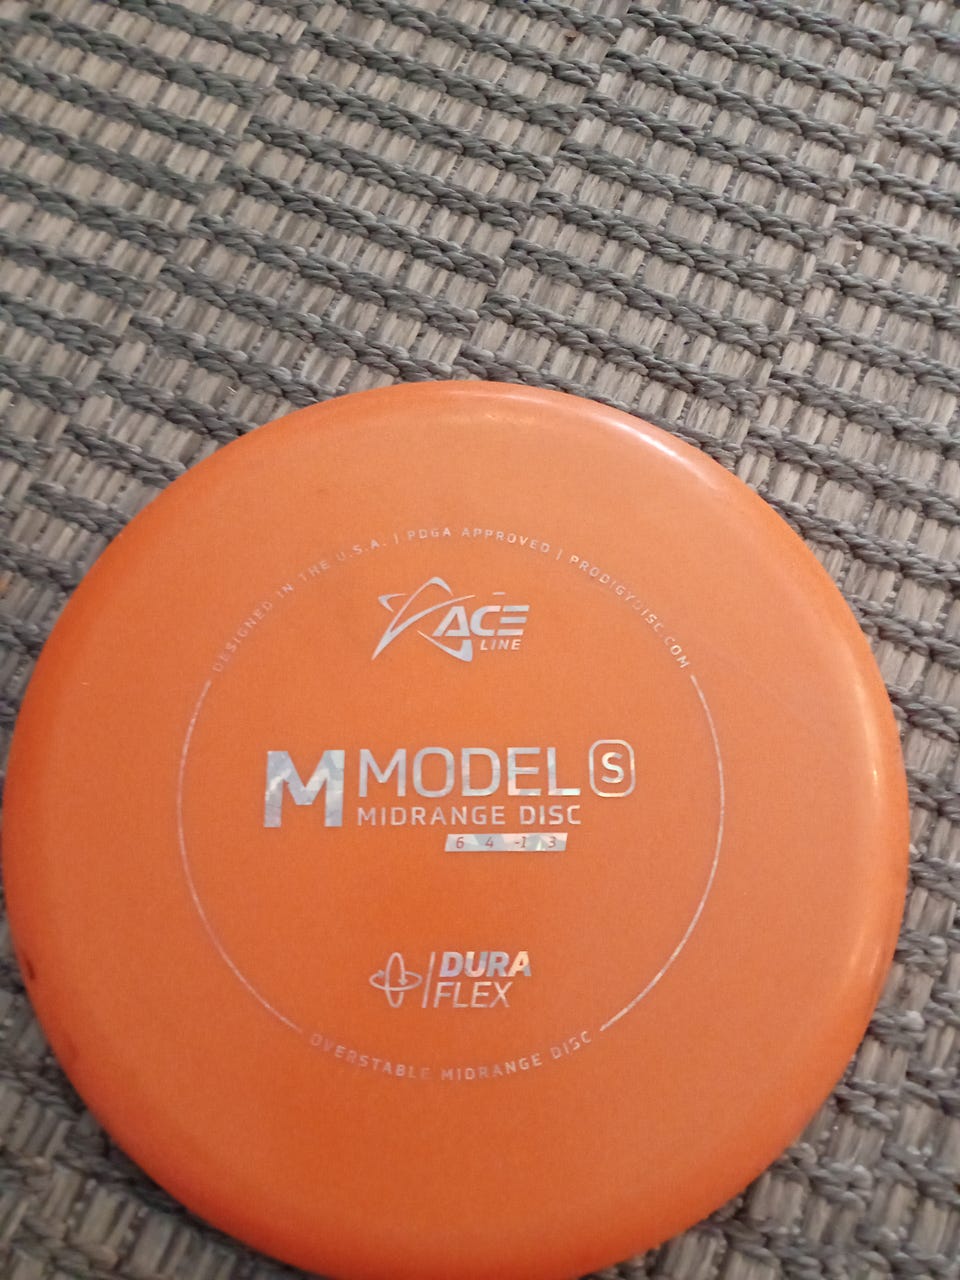 DESIGNED IN THE U.S.A. | PDGA APPROVED | PRODIGYDISC.COM
ACE
LINE
M MODEL S
MIDRANGE DISC
6 4 -1 3
DURA
FLEX
OVERSTABLE MIDRANGE DISC